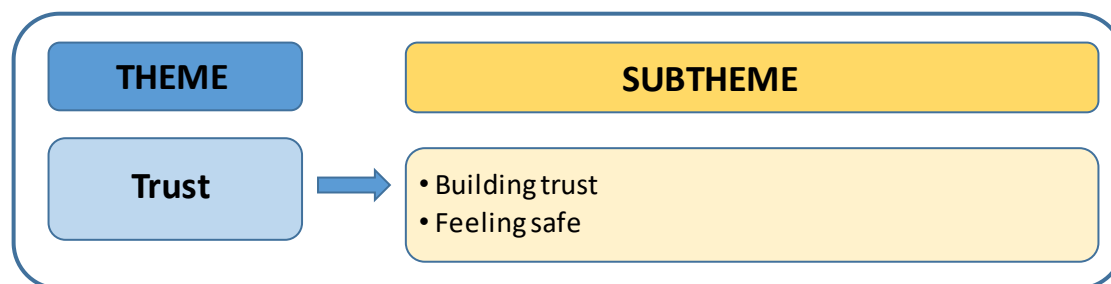 THEME
SUBTHEME
Trust
• Building trust
• Feeling safe